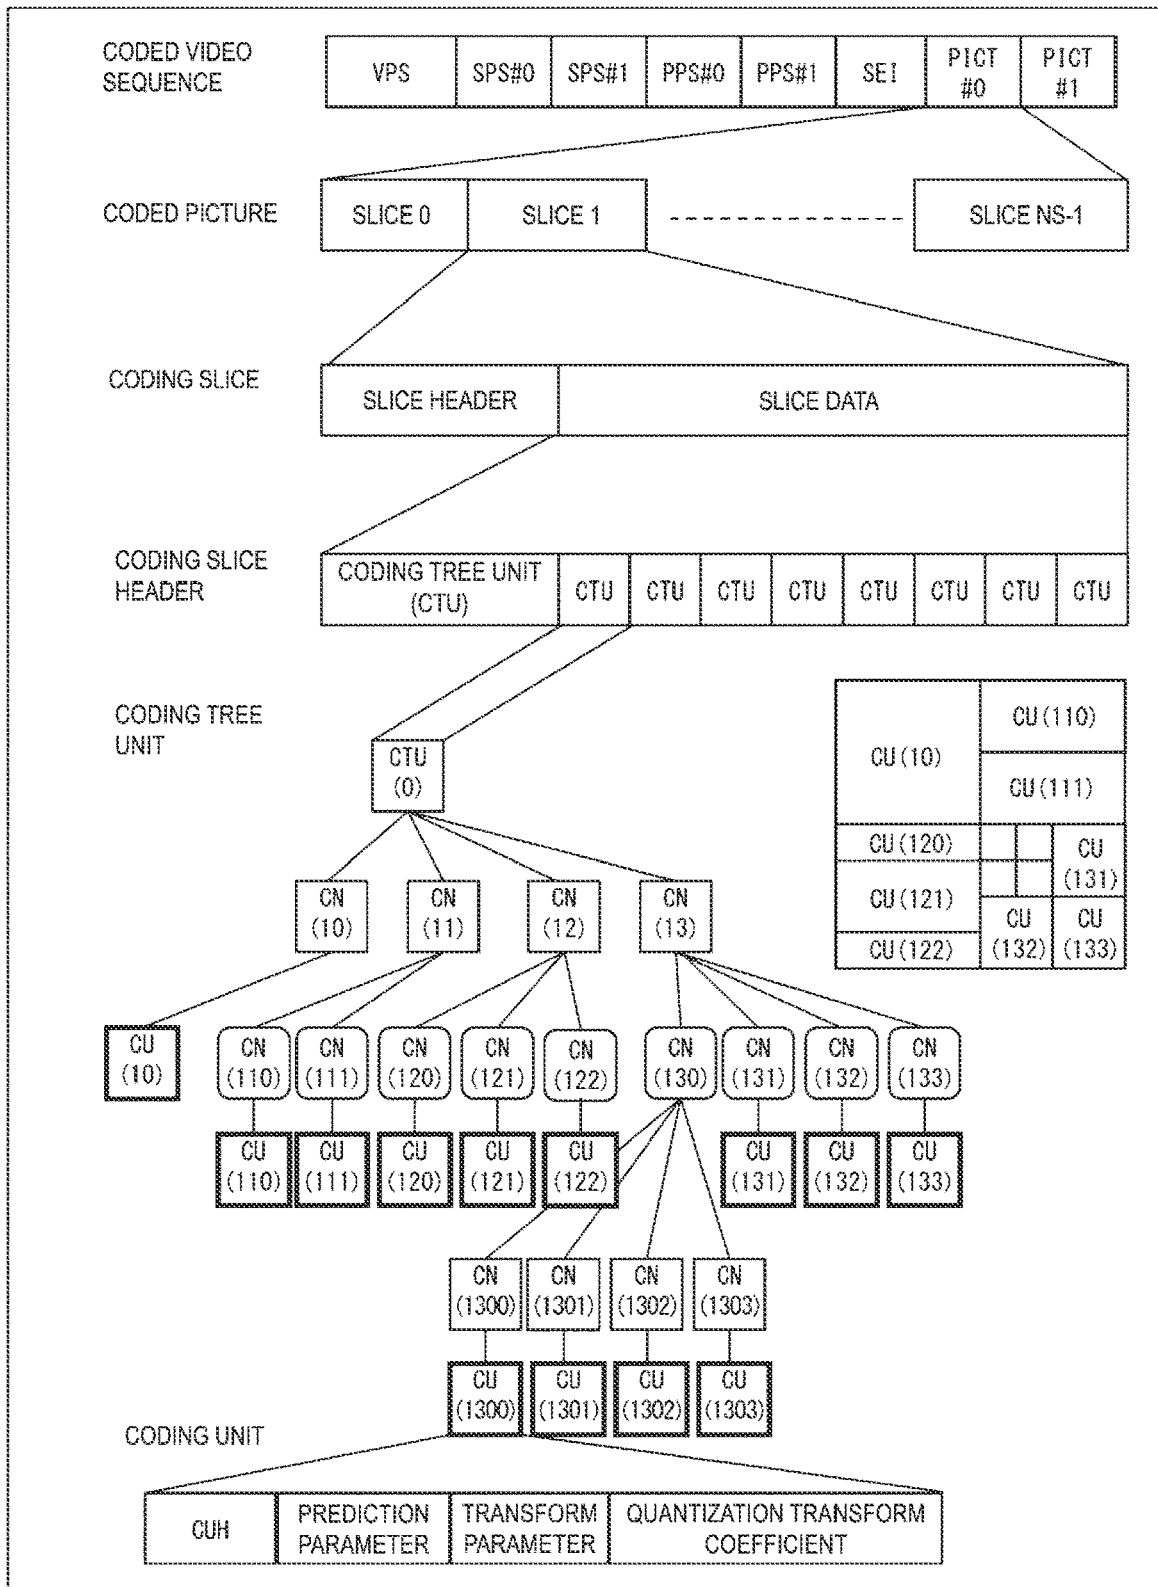 CODED VIDEO
SEQUENCE
VPS
SPS#0
SPS#1
PPS#0
PPS#1
SEI
PICT
#0
PICT
#1
CODED PICTURE
SLICE 0
SLICE 1
SLICE NS-1
CODING SLICE
SLICE HEADER
SLICE DATA
CODING SLICE
HEADER
CODING TREE UNIT
(CTU)
CTU
CTU
CTU
CTU
CTU
CTU
CTU
CTU
CODING TREE
UNIT
CTU
(0)
CU(10)
CU(110)
CU(111)
CU(120)
CU(121)
CU(122)
CU
(131)
CU
(132)
CU
(133)
CN
(10)
CN
(11)
CN
(12)
CN
(13)
CU
(10)
CN
(110)
CN
(111)
CN
(120)
CN
(121)
CN
(122)
CN
(130)
CN
(131)
CN
(132)
CN
(133)
CU
(110)
CU
(111)
CU
(120)
CU
(121)
CU
(122)
CU
(131)
CU
(132)
CU
(133)
CN
(1300)
CN
(1301)
CN
(1302)
CN
(1303)
CU
(1300)
CU
(1301)
CU
(1302)
CU
(1303)
CODING UNIT
CUH
PREDICTION
PARAMETER
TRANSFORM
PARAMETER
QUANTIZATION TRANSFORM
COEFFICIENT